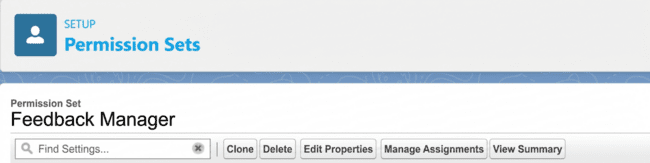 SETUP
Permission Sets
Permission Set
Feedback Manager
Find Settings... Clone Delete Edit Properties Manage Assignments View Summary